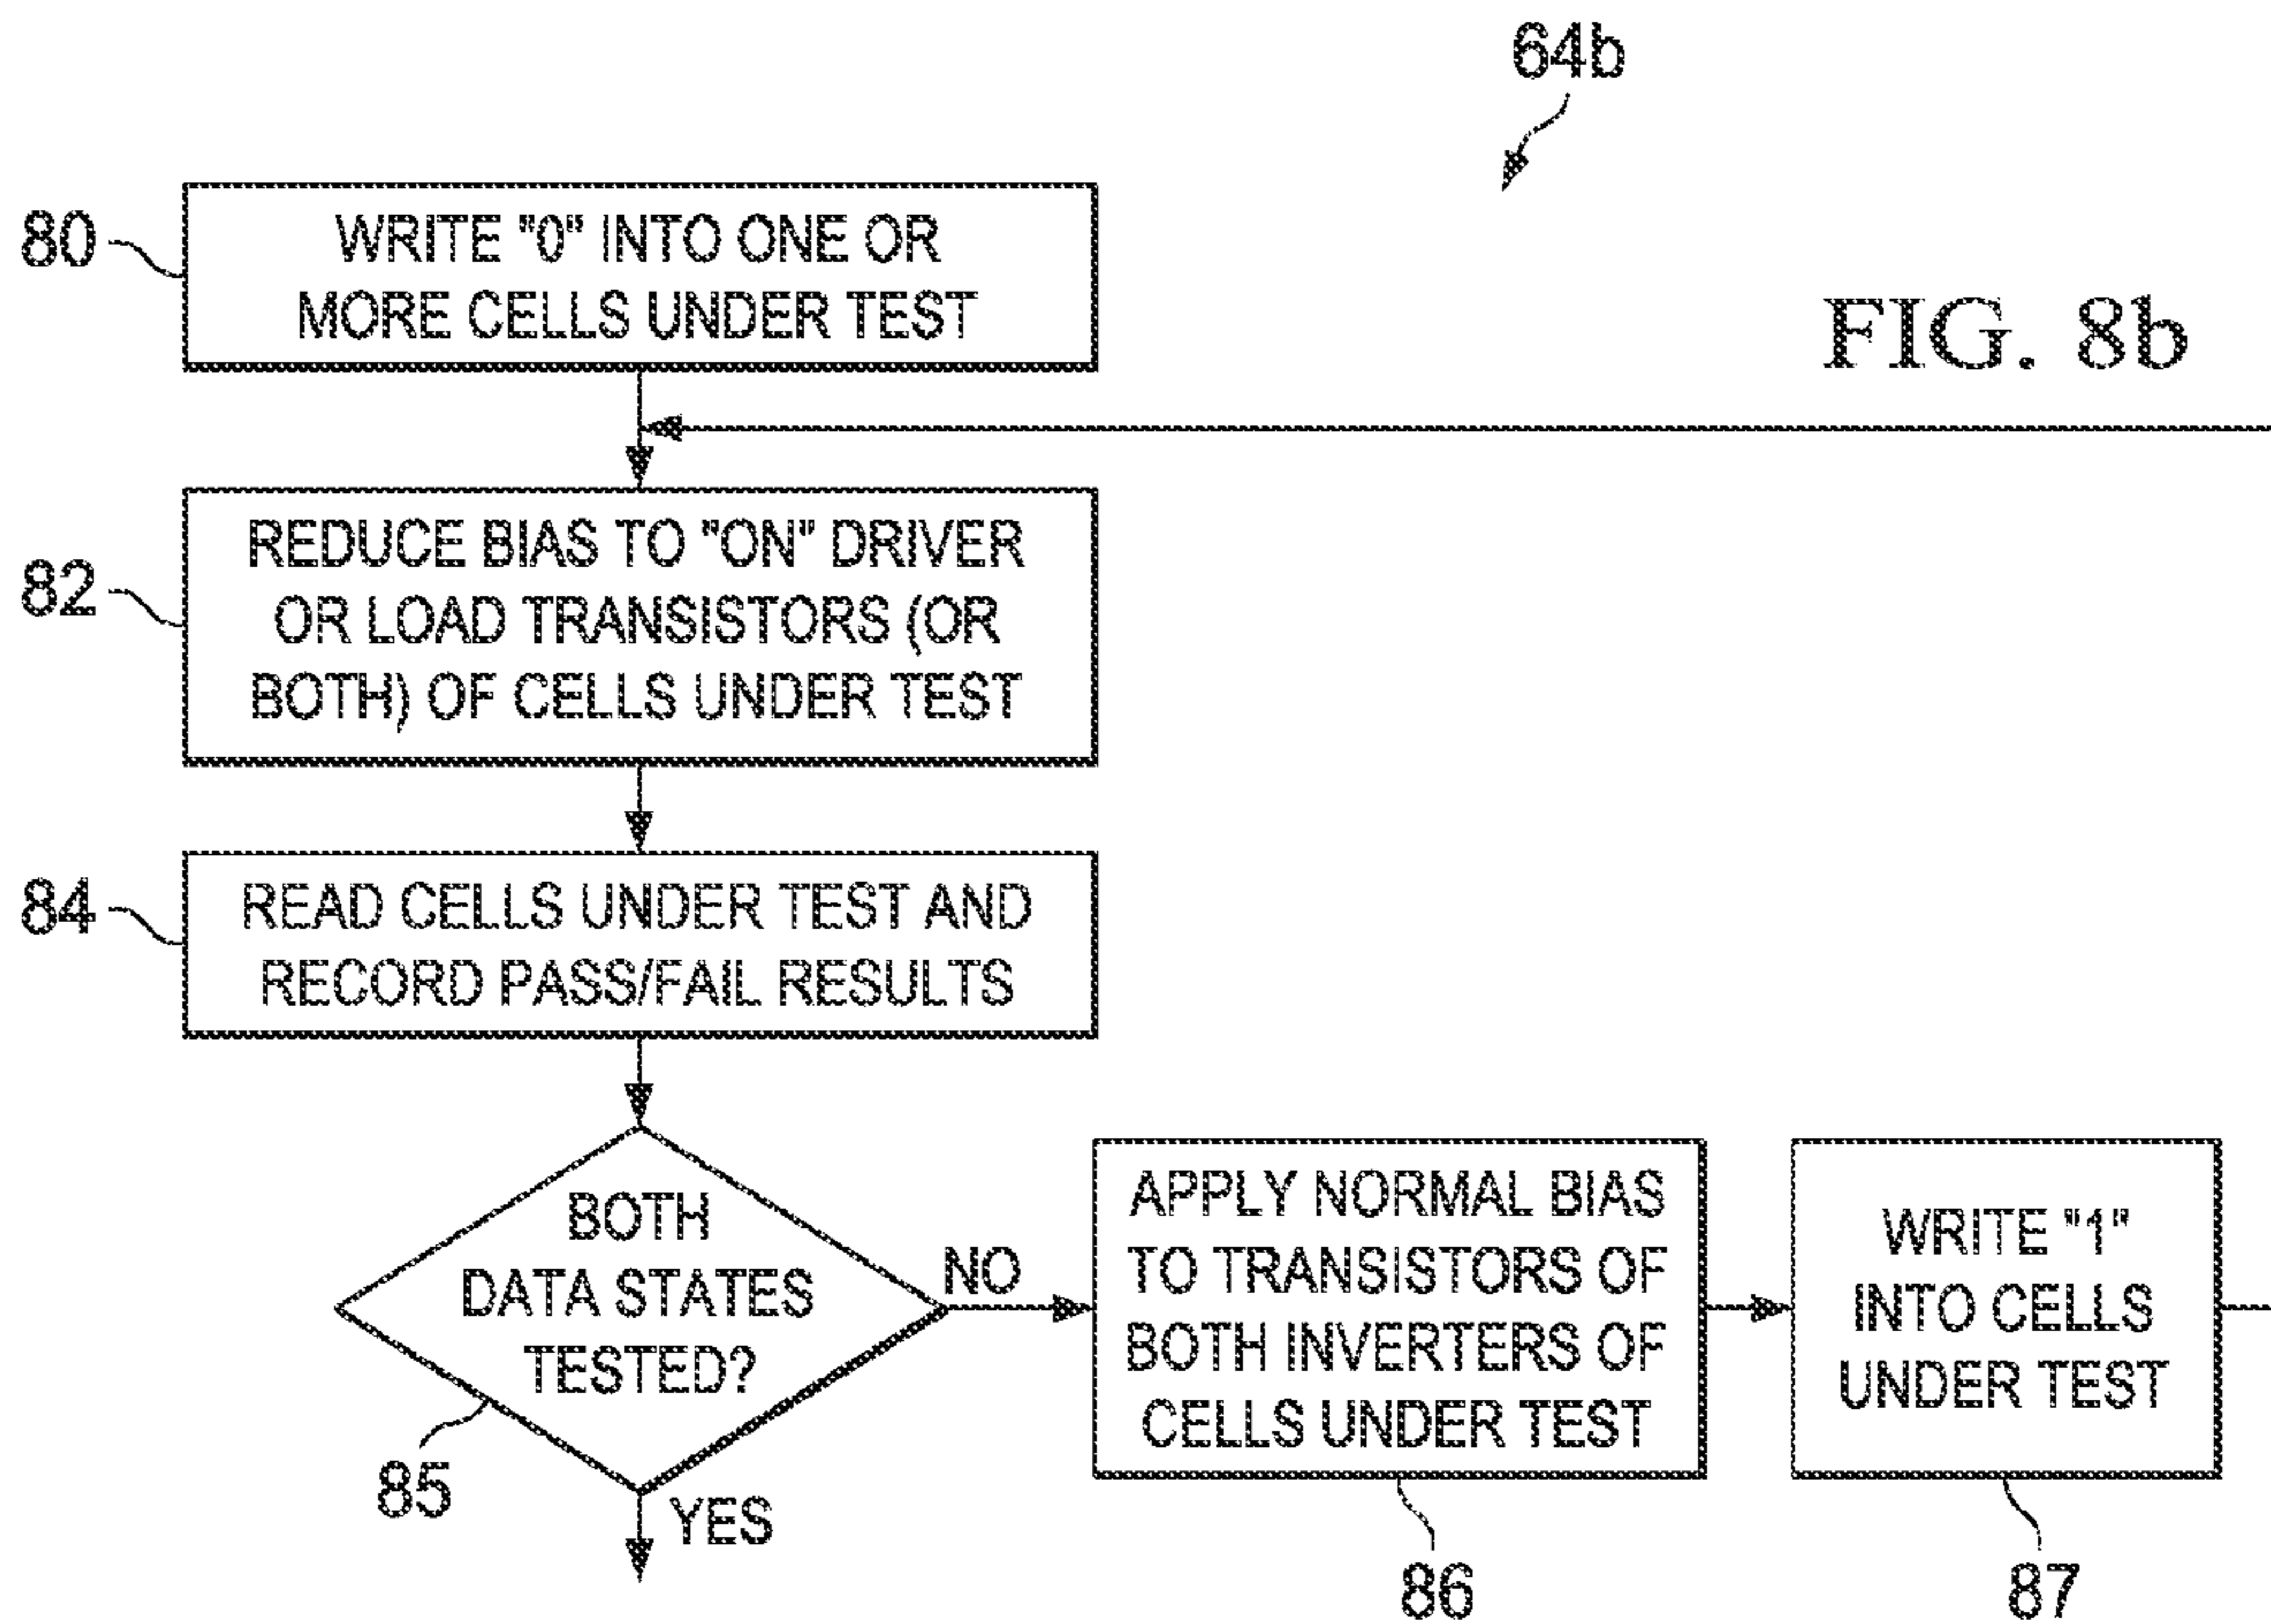 64b
80
WRITE "0" INTO ONE OR
MORE CELLS UNDER TEST
FIG. 8b
82
REDUCE BIAS TO "ON" DRIVER
OR LOAD TRANSISTORS (OR
BOTH) OF CELLS UNDER TEST
84
READ CELLS UNDER TEST AND
RECORD PASS/FAIL RESULTS
BOTH
DATA STATES
TESTED?
85
NO
YES
APPLY NORMAL BIAS
TO TRANSISTORS OF
BOTH INVERTERS OF
CELLS UNDER TEST
86
WRITE "1"
INTO CELLS
UNDER TEST
87